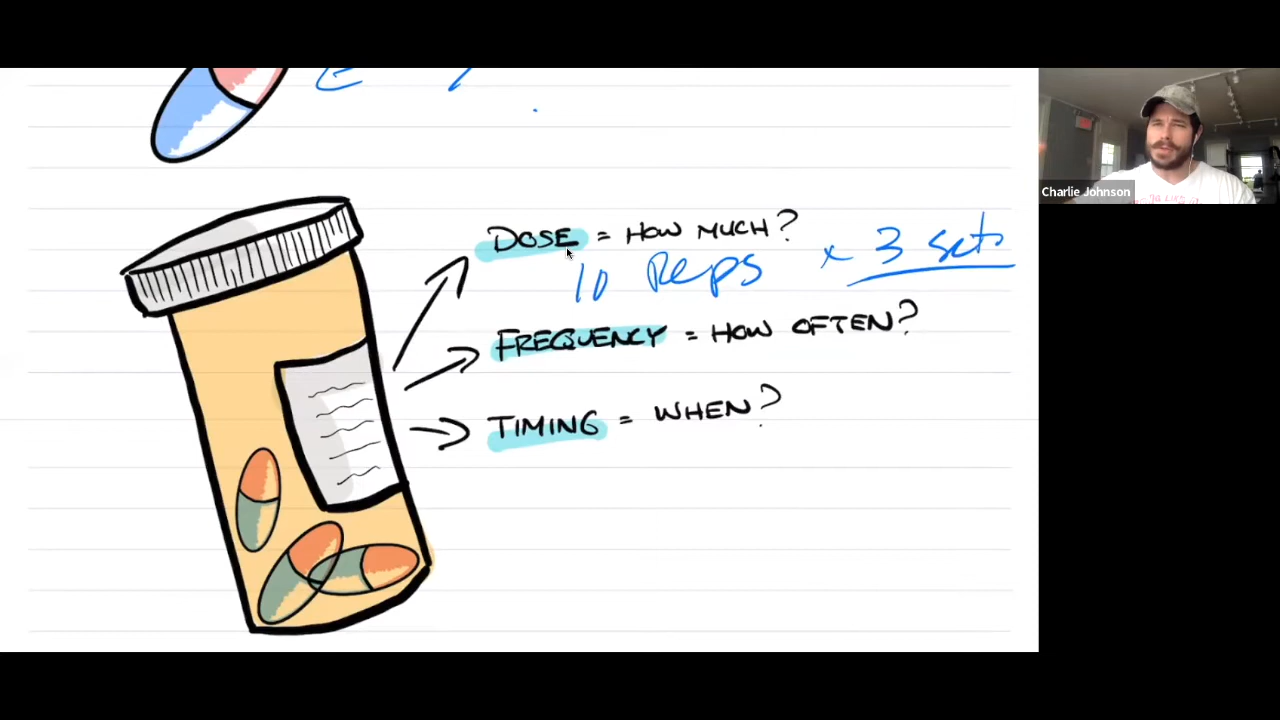 DOSE = HOW MUCH?
10 Reps x 3 sets
FREQUENCY = HOW OFTEN?
TIMING = WHEN?
Charlie Johnson